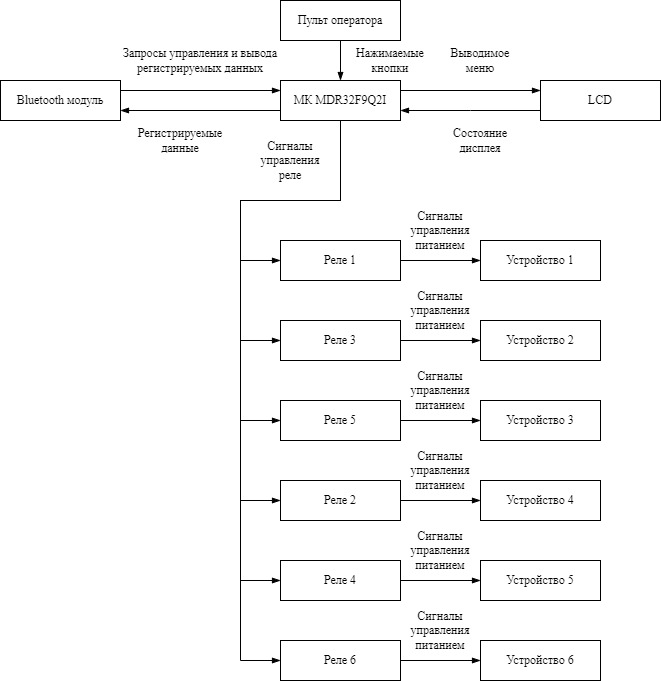 Пульт оператора
Запросы управления и вывода
регистрируемых данных
Нажимаемые
кнопки
Выводимое
меню
Bluetooth модуль
МК MDR32F9Q2I
LCD
Регистрируемые
данные
Сигналы
управления
реле
Состояние
дисплея
Сигналы
управления
питанием
Реле 1
Устройство 1
Сигналы
управления
питанием
Реле 3
Устройство 2
Сигналы
управления
питанием
Реле 5
Устройство 3
Сигналы
управления
питанием
Реле 2
Устройство 4
Сигналы
управления
питанием
Реле 4
Устройство 5
Сигналы
управления
питанием
Реле 6
Устройство 6